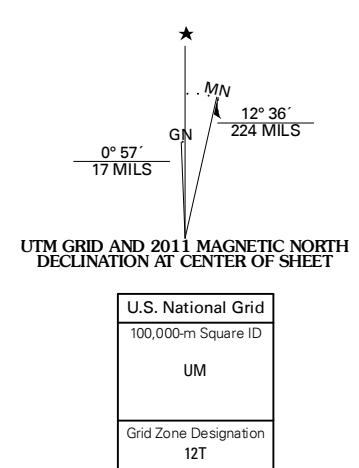 ★
MN
GN
12° 36´
224 MILS
0° 57´
17 MILS
UTM GRID AND 2011 MAGNETIC NORTH
DECLINATION AT CENTER OF SHEET
U.S. National Grid
100,000-m Square ID
UM
Grid Zone Designation
12T